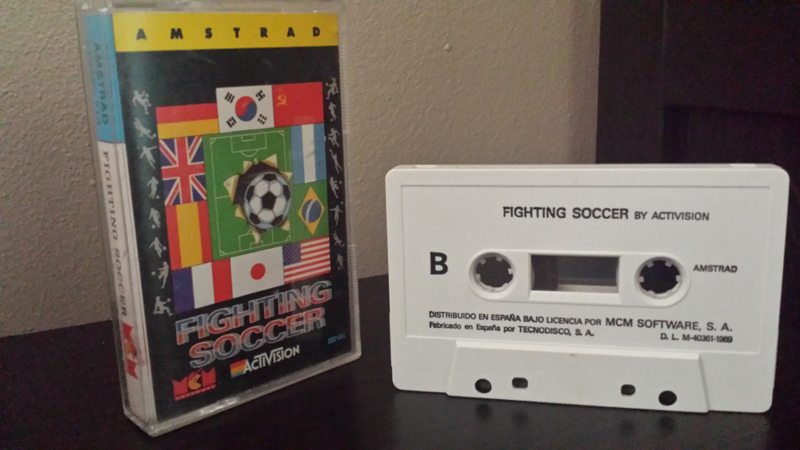 AMSTRAD
AMSTRAD
FIGHTING SOCCER
MCM
FIGHTING
SOCCER
MCM
SOFTWARE
ACTIVISION
FIGHTING SOCCER BY ACTIVISION
B
AMSTRAD
DISTRIBUIDO EN ESPAÑA BAJO LICENCIA POR MCM SOFTWARE, S. A.
Fabricado en España por TECNODISCO, S. A.
D. L. M-40361-1989